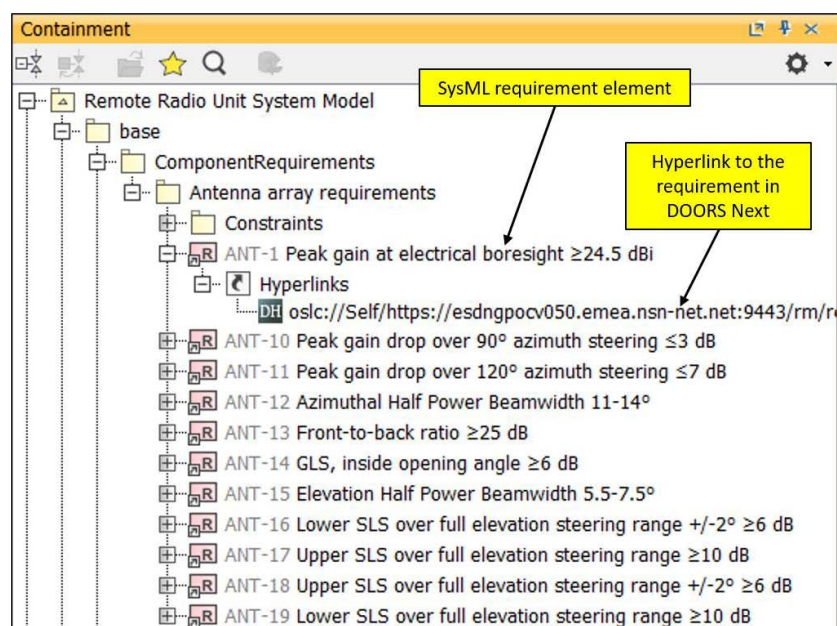 Containment
SysML requirement element
Remote Radio Unit System Model
base
ComponentRequirements
Hyperlink to the
requirement in
DOORS Next
Antenna array requirements
Constraints
R ANT-1 Peak gain at electrical boresight ≥24.5 dBi
Hyperlinks
DH oslc://Self/https://esdngpocv050.emea.nsn-net.net:9443/rm/re
R ANT-10 Peak gain drop over 90° azimuth steering ≤3 dB
R ANT-11 Peak gain drop over 120° azimuth steering ≤7 dB
R ANT-12 Azimuthal Half Power Beamwidth 11-14°
R ANT-13 Front-to-back ratio ≥25 dB
R ANT-14 GLS, inside opening angle ≥6 dB
R ANT-15 Elevation Half Power Beamwidth 5.5-7.5°
R ANT-16 Lower SLS over full elevation steering range +/-2° ≥6 dB
R ANT-17 Upper SLS over full elevation steering range ≥10 dB
R ANT-18 Upper SLS over full elevation steering range +/-2° ≥6 dB
R ANT-19 Lower SLS over full elevation steering range ≥10 dB